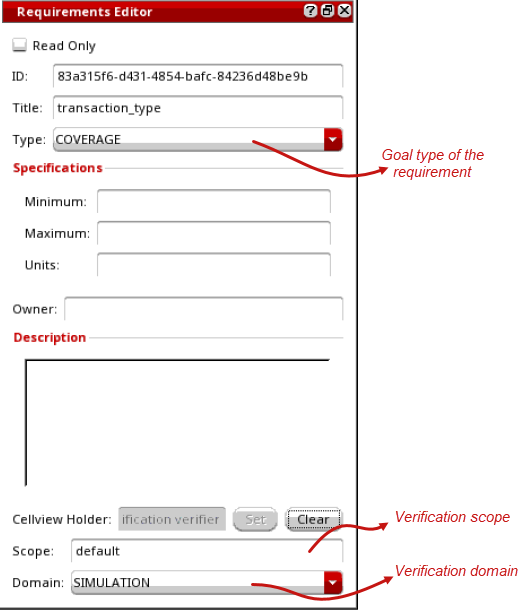 Requirements Editor
Read Only
ID: 83a315f6-d431-4854-bafc-84236d48be9b
Title: transaction_type
Type: COVERAGE
Goal type of the
requirement
Specifications
Minimum:
Maximum:
Units:
Owner:
Description
Cellview Holder: ification verifier Set Clear
Verification scope
Scope: default
Verification domain
Domain: SIMULATION